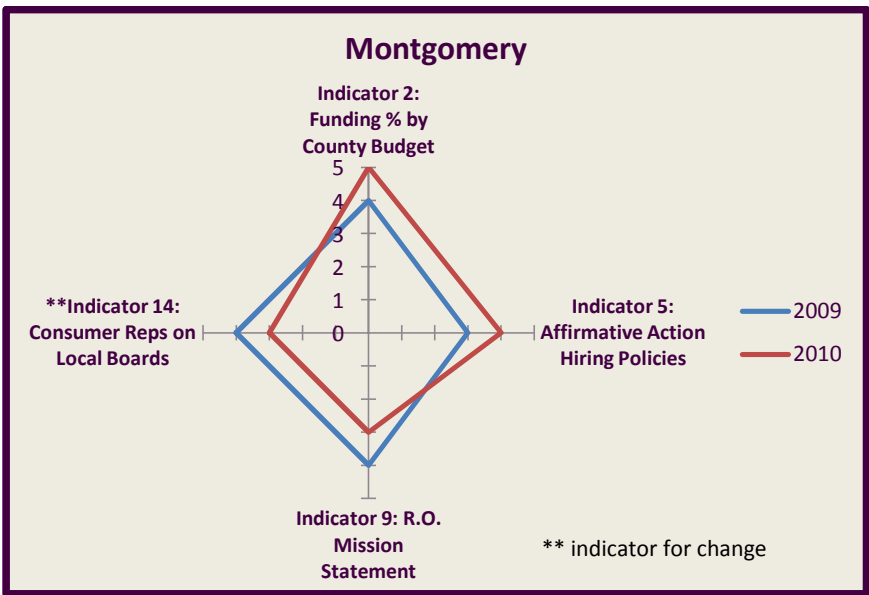 Montgomery
Indicator 2:
Funding % by
County Budget
5
4
3
2
1
0
**Indicator 14:
Consumer Reps on
Local Boards
Indicator 5:
Affirmative Action
Hiring Policies
2009
2010
Indicator 9: R.O.
Mission
Statement
** indicator for change